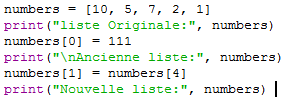 numbers = [10, 5, 7, 2, 1]
print("liste Originale:", numbers)
numbers[0] = 111
print("\nAncienne liste:", numbers)
numbers[1] = numbers[4]
print("Nouvelle liste:", numbers)